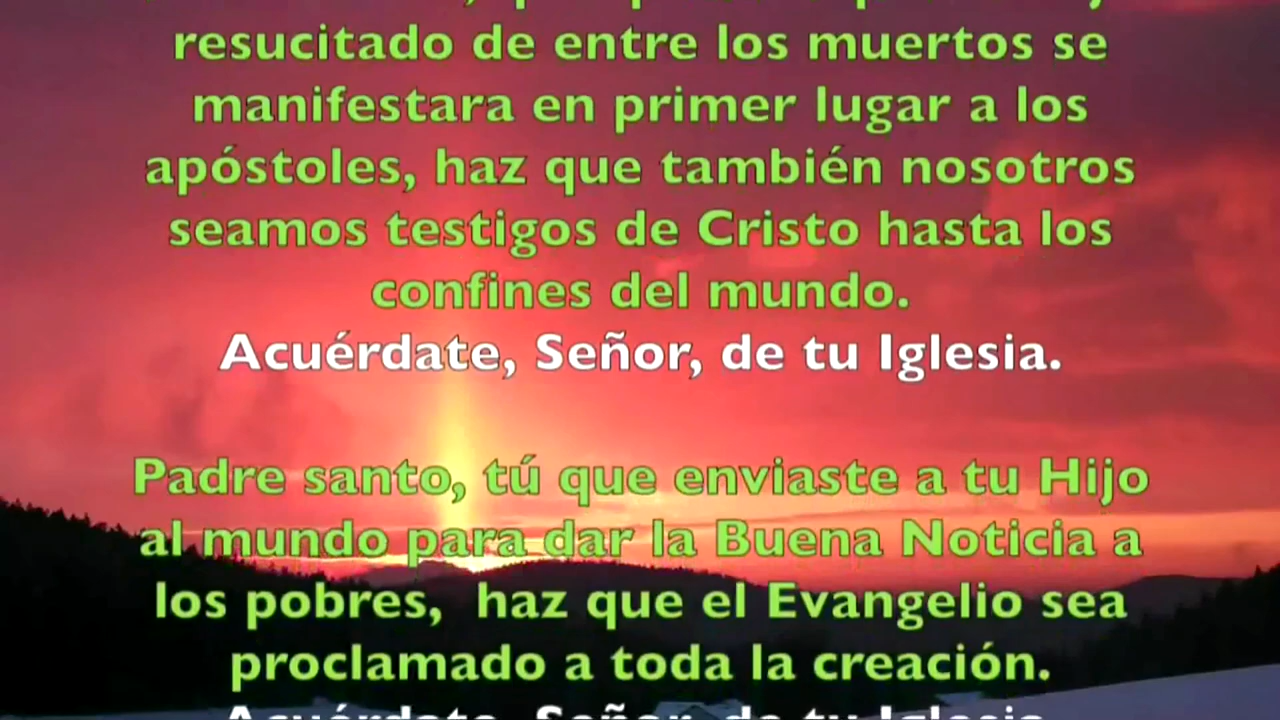 resucitado de entre los muertos se
manifestara en primer lugar a los
apóstoles, haz que también nosotros
seamos testigos de Cristo hasta los
confines del mundo.
Acuérdate, Señor, de tu Iglesia.
Padre santo, tú que enviaste a tu Hijo
al mundo para dar la Buena Noticia a
los pobres, haz que el Evangelio sea
proclamado a toda la creación.
Acuérdate, Señor, de tu Iglesia.